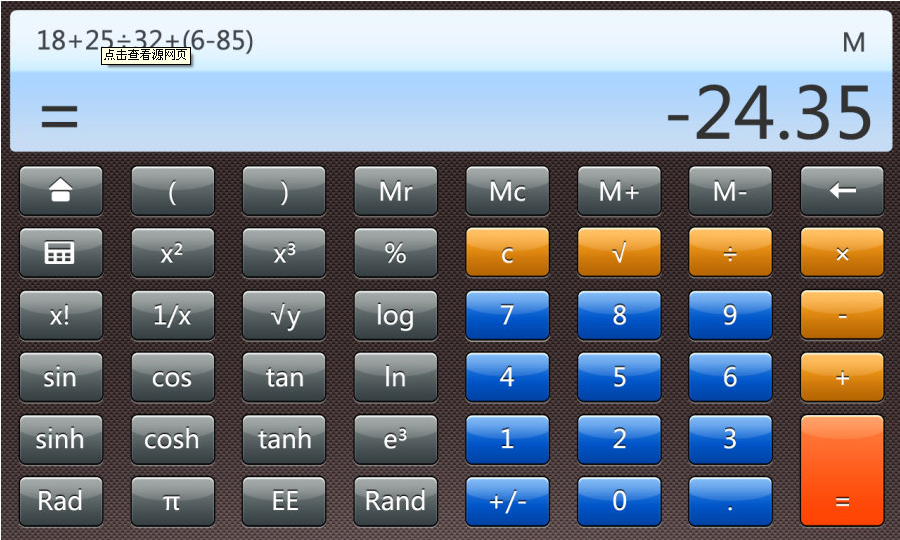 18+25÷32+(6-85) M
点击查看源网页
= -24.35
( ) Mr Mc M+ M- ←
x² x³ % c √ ÷ ×
x! 1/x √y log 7 8 9 -
sin cos tan ln 4 5 6 +
sinh cosh tanh e³ 1 2 3
Rad π EE Rand +/- 0 . =